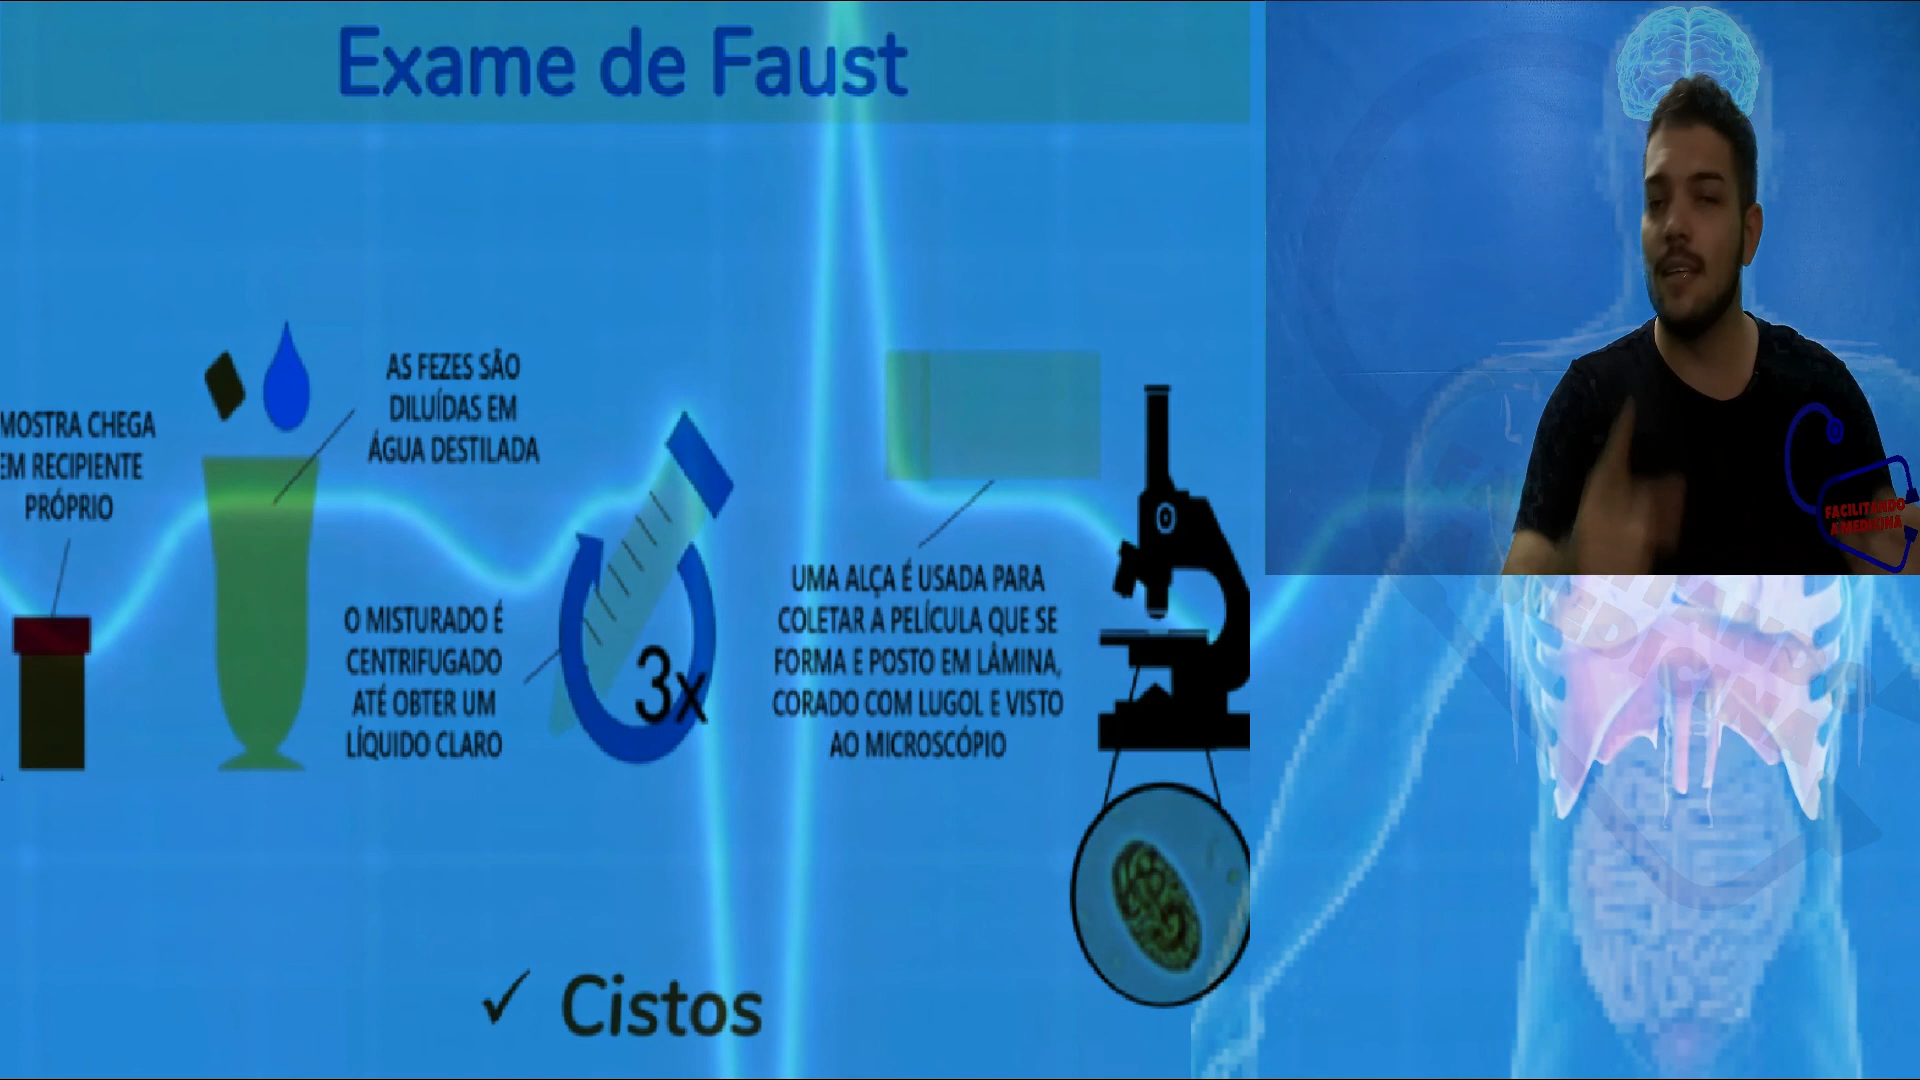 Exame de Faust
MOSTRA CHEGA
EM RECIPIENTE
PRÓPRIO
AS FEZES SÃO
DILUÍDAS EM
ÁGUA DESTILADA
O MISTURADO É
CENTRIFUGADO
ATÉ OBTER UM
LÍQUIDO CLARO
3x
UMA ALÇA É USADA PARA
COLETAR A PELÍCULA QUE SE
FORMA E POSTO EM LÂMINA,
CORADO COM LUGOL E VISTO
AO MICROSCÓPIO
✓ Cistos
FACILITANDO
A MEDICINA